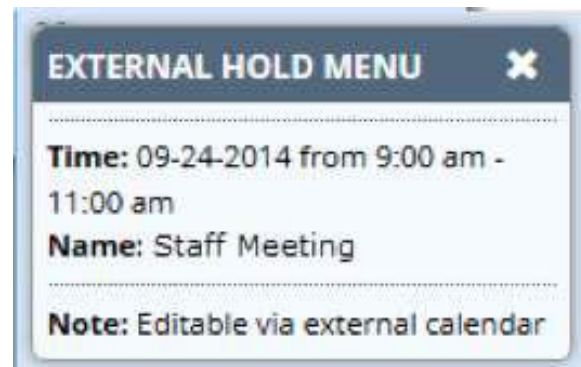 EXTERNAL HOLD MENU ✖
Time: 09-24-2014 from 9:00 am -
11:00 am
Name: Staff Meeting
Note: Editable via external calendar